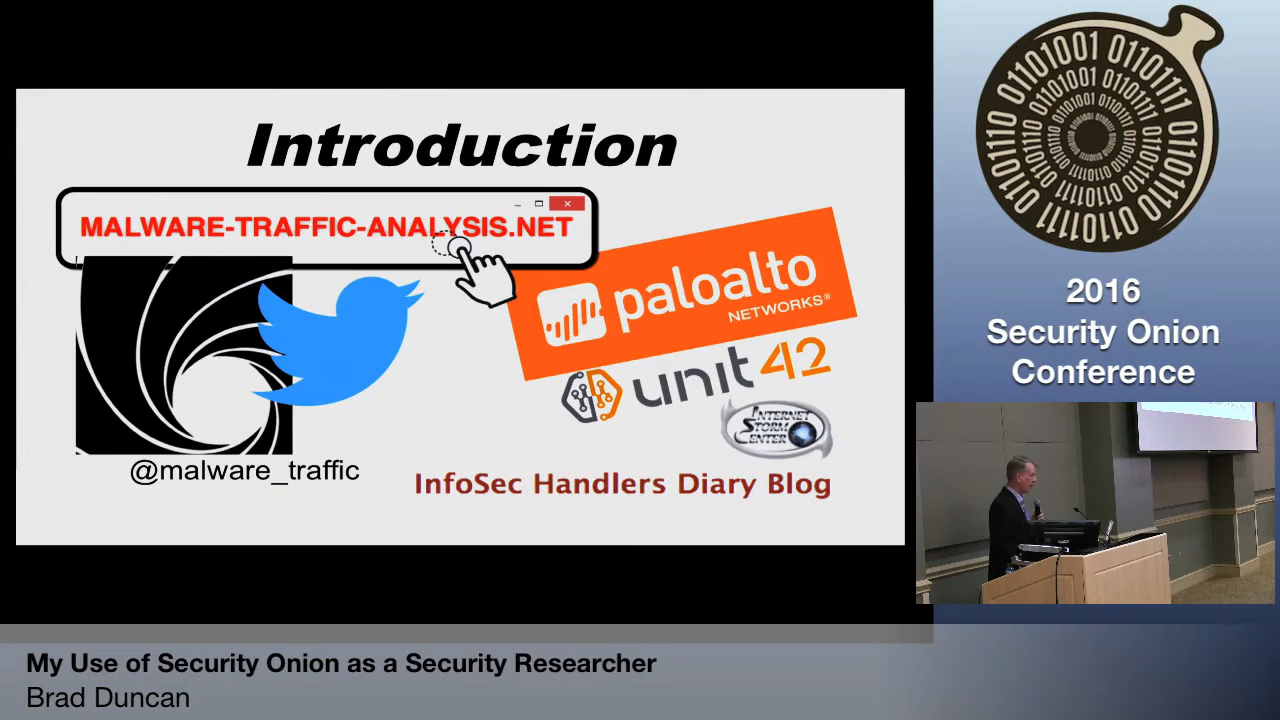 Introduction
MALWARE-TRAFFIC-ANALYSIS.NET
paloalto
NETWORKS®
unit 42
INTERNET
STORM
CENTER
@malware_traffic
InfoSec Handlers Diary Blog
01101001 01101111
2016
Security Onion
Conference
My Use of Security Onion as a Security Researcher
Brad Duncan